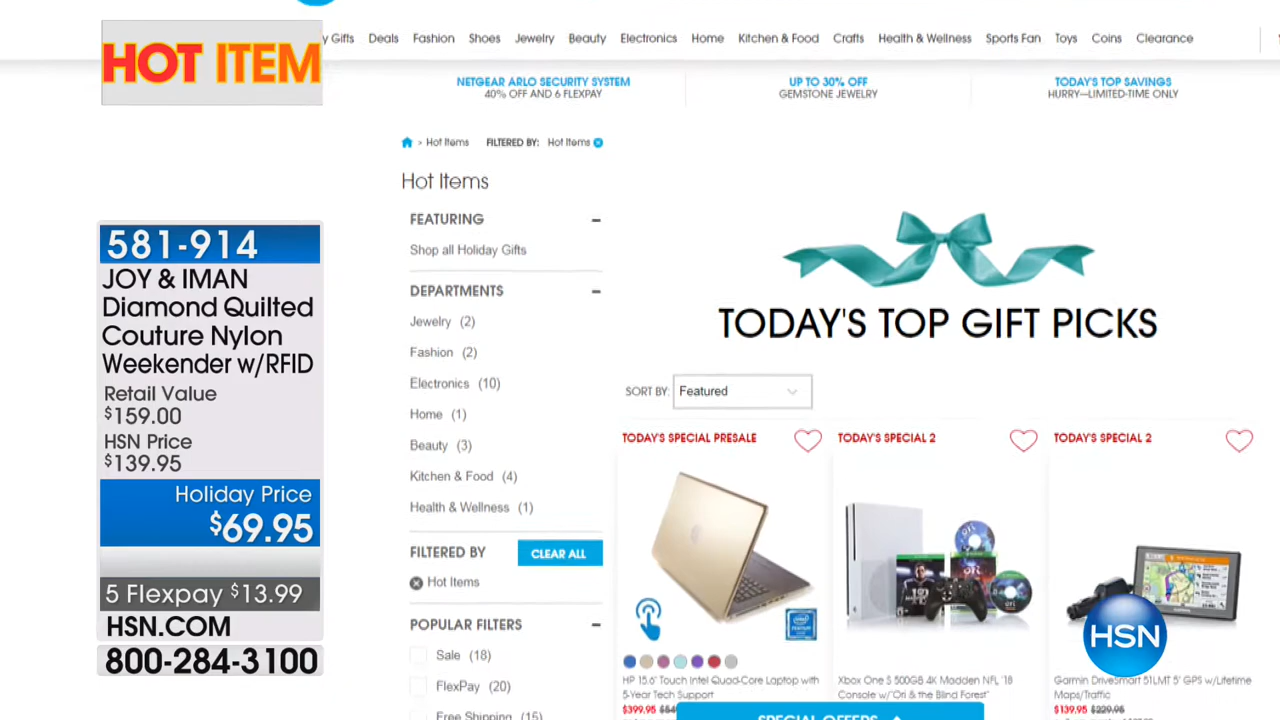 HOT ITEM
y Gifts Deals Fashion Shoes Jewelry Beauty Electronics Home Kitchen & Food Crafts Health & Wellness Sports Fan Toys Coins Clearance
NETGEAR ARLO SECURITY SYSTEM
40% OFF AND 6 FLEXPAY
UP TO 30% OFF
GEMSTONE JEWELRY
TODAY'S TOP SAVINGS
HURRY—LIMITED-TIME ONLY
> Hot Items FILTERED BY: Hot Items
Hot Items
FEATURING
Shop all Holiday Gifts
DEPARTMENTS
Jewelry (2)
Fashion (2)
Electronics (10)
Home (1)
Beauty (3)
Kitchen & Food (4)
Health & Wellness (1)
FILTERED BY CLEAR ALL
Hot Items
POPULAR FILTERS
Sale (18)
FlexPay (20)
Free Shipping (15)
581-914
JOY & IMAN
Diamond Quilted
Couture Nylon
Weekender w/RFID
Retail Value
$159.00
HSN Price
$139.95
Holiday Price
$69.95
5 Flexpay $13.99
HSN.COM
800-284-3100
TODAY'S TOP GIFT PICKS
SORT BY: Featured
TODAY'S SPECIAL PRESALE
HP 15.6" Touch Intel Quad-Core Laptop with
5-Year Tech Support
$399.95
TODAY'S SPECIAL 2
Xbox One S 500GB 4K Madden NFL '18
Console w/"Ori & the Blind Forest"
TODAY'S SPECIAL 2
Garmin DriveSmart 51LMT 5" GPS w/Lifetime
Maps/Traffic
$139.95 $229.95
HSN
SPECIAL OFFERS